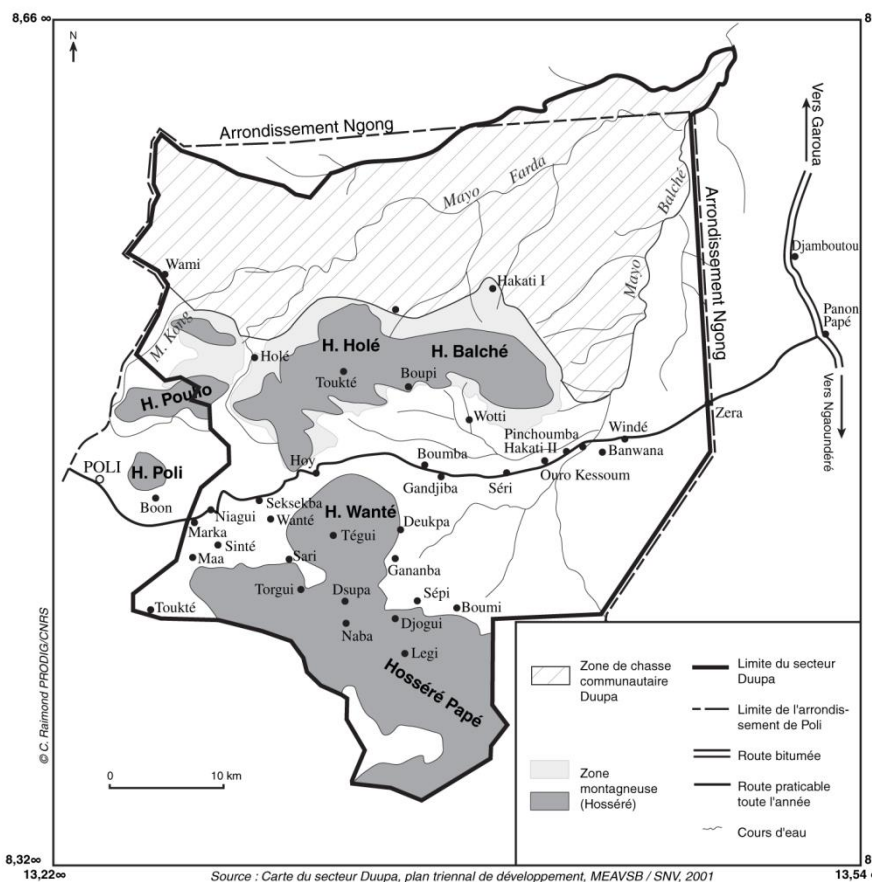 8,66 ∞
8
N
Arrondissement Ngong
Vers Garoua
Mayo Farda
Balché
Arrondissement Ngong
Djamboutou
Wami
Hakati I
Mayo
Panon
Papé
M. Kong
Holé
H. Holé
H. Balché
Toukté
Boupi
Vers Ngaoundéré
H. Pouho
Wotti
Zera
Pinchoumba
Windé
Hakati II
Banwana
POLI
H. Poli
Hoy
Boumba
Ouro Kessoum
Boon
Gandjiba
Séri
Seksekba
Niagui
Wanté
H. Wanté
Deukpa
Marka
Tégui
Sinté
Maa
Sari
Gananba
Torgui
Dsupa
Sépi
Boumi
Toukté
Djogui
Naba
Legi
Hosséré Papé
Zone de chasse
communautaire
Duupa
Limite du secteur
Duupa
Limite de l'arrondis-
sement de Poli
Route bitumée
Zone
montagneuse
(Hosséré)
Route praticable
toute l'année
Cours d'eau
© C. Raimond PRODIG/CNRS
0
10 km
8,32∞
8
13,22∞
Source : Carte du secteur Duupa, plan triennal de développement, MEAVSB / SNV, 2001
13,54